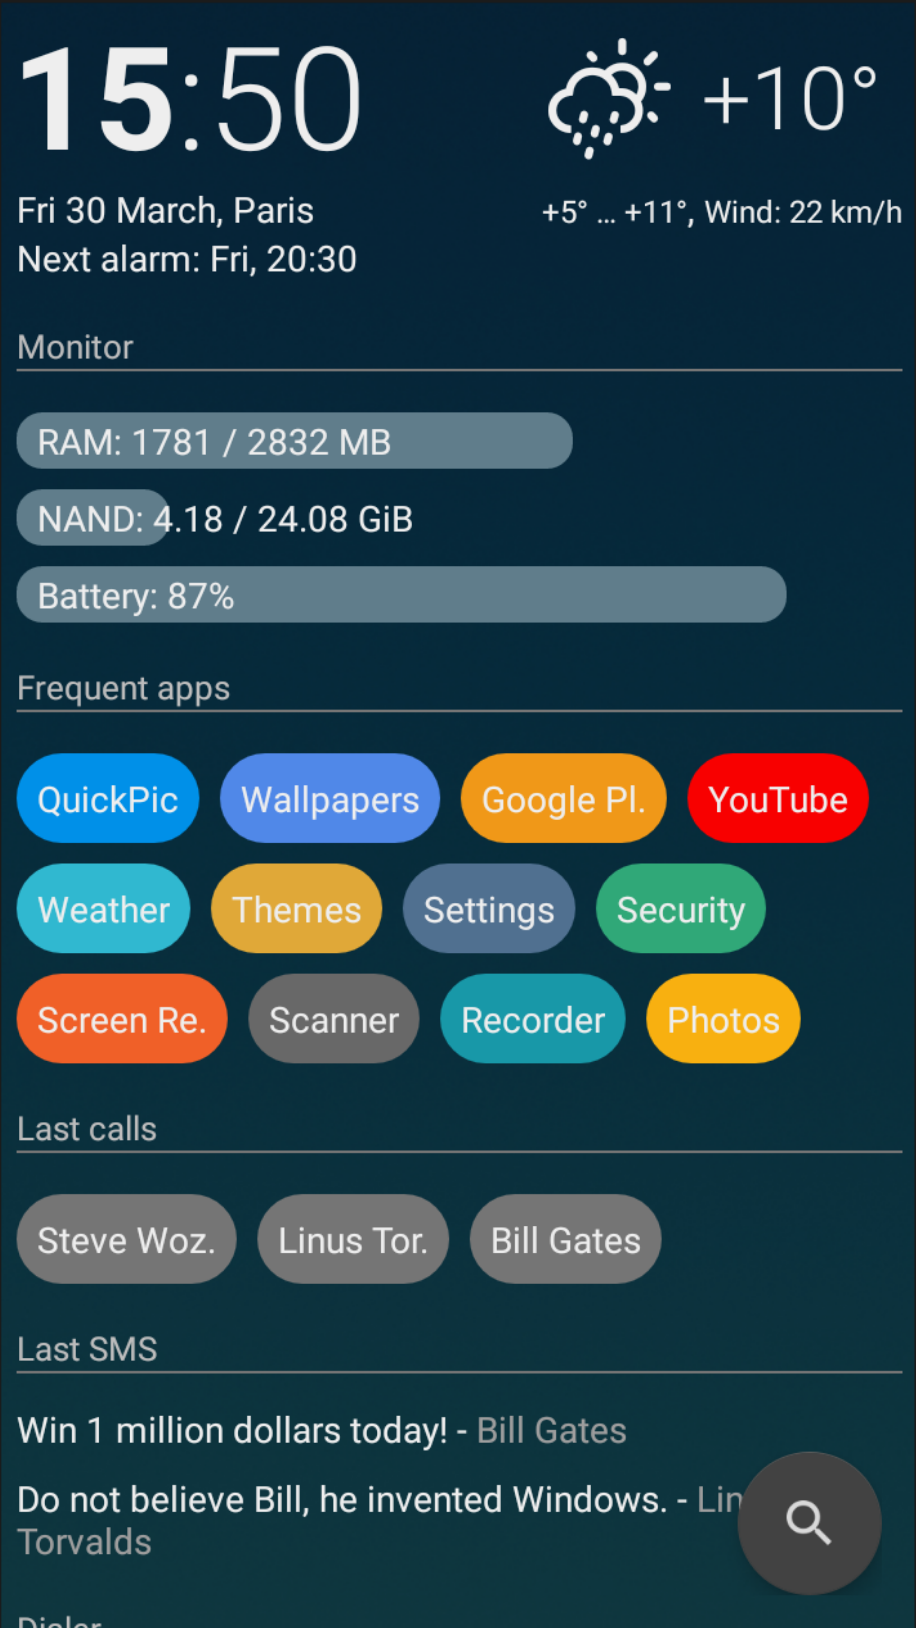 15:50
+10°
Fri 30 March, Paris
+5° ... +11°, Wind: 22 km/h
Next alarm: Fri, 20:30
Monitor
RAM: 1781 / 2832 MB
NAND: 4.18 / 24.08 GiB
Battery: 87%
Frequent apps
QuickPic Wallpapers Google Pl. YouTube
Weather Themes Settings Security
Screen Re. Scanner Recorder Photos
Last calls
Steve Woz. Linus Tor. Bill Gates
Last SMS
Win 1 million dollars today! - Bill Gates
Do not believe Bill, he invented Windows. - Lin
Torvalds
Dialer